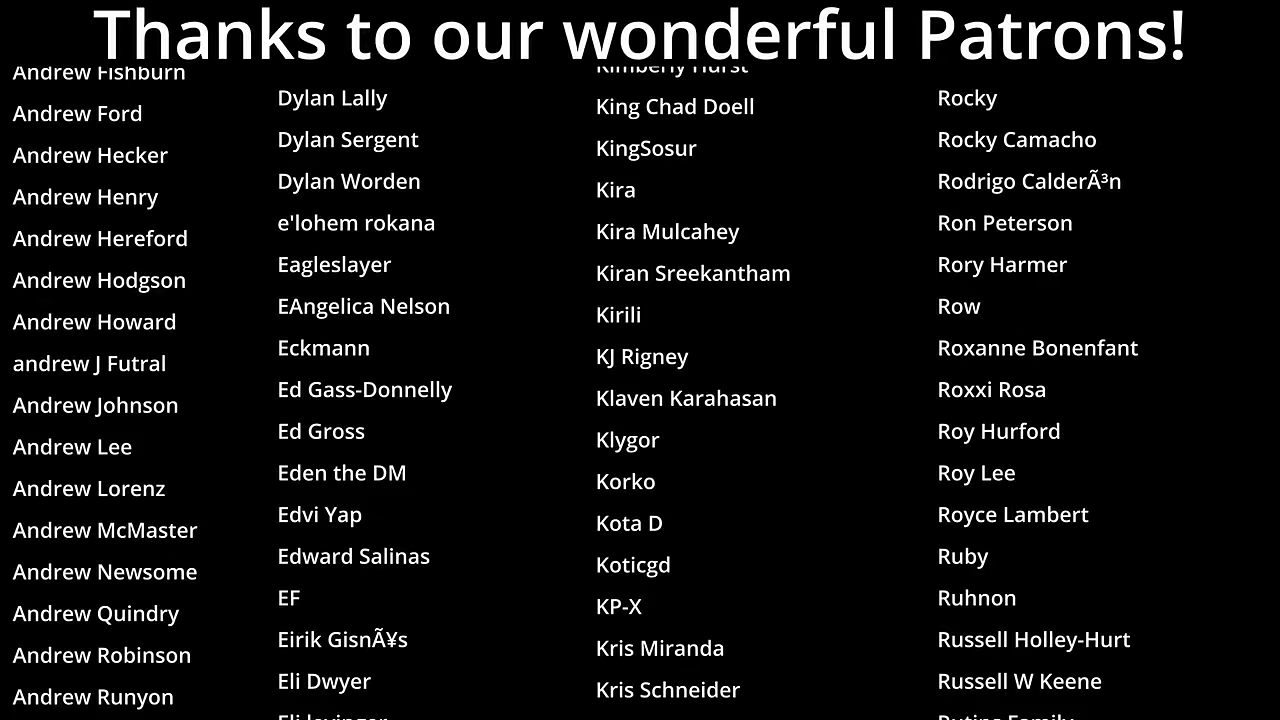 Thanks to our wonderful Patrons!
Andrew Fishburn
Andrew Ford
Andrew Hecker
Andrew Henry
Andrew Hereford
Andrew Hodgson
Andrew Howard
andrew J Futral
Andrew Johnson
Andrew Lee
Andrew Lorenz
Andrew McMaster
Andrew Newsome
Andrew Quindry
Andrew Robinson
Andrew Runyon
Dylan Lally
Dylan Sergent
Dylan Worden
e'lohem rokana
Eagleslayer
EAngelica Nelson
Eckmann
Ed Gass-Donnelly
Ed Gross
Eden the DM
Edvi Yap
Edward Salinas
EF
Eirik GisnÃ¥s
Eli Dwyer
Eli
Kimberly Hurst
King Chad Doell
KingSosur
Kira
Kira Mulcahey
Kiran Sreekantham
Kirili
KJ Rigney
Klaven Karahasan
Klygor
Korko
Kota D
Koticgd
KP-X
Kris Miranda
Kris Schneider
Rocky
Rocky Camacho
Rodrigo CalderÃ³n
Ron Peterson
Rory Harmer
Row
Roxanne Bonenfant
Roxxi Rosa
Roy Hurford
Roy Lee
Royce Lambert
Ruby
Ruhnon
Russell Holley-Hurt
Russell W Keene
Family